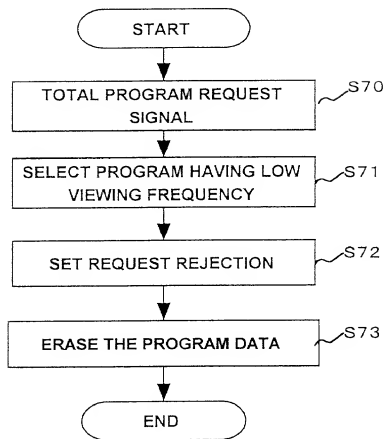 START
TOTAL PROGRAM REQUEST
SIGNAL
S70
SELECT PROGRAM HAVING LOW
VIEWING FREQUENCY
S71
SET REQUEST REJECTION
S72
ERASE THE PROGRAM DATA
S73
END